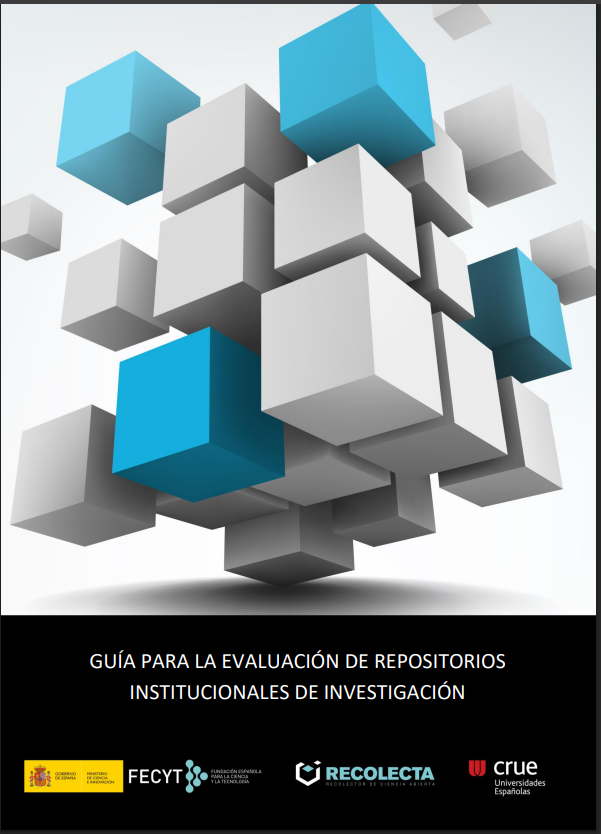 GUÍA PARA LA EVALUACIÓN DE REPOSITORIOS
INSTITUCIONALES DE INVESTIGACIÓN
GOBIERNO
DE ESPAÑA
MINISTERIO
DE CIENCIA
E INNOVACIÓN
FECYT
FUNDACIÓN ESPAÑOLA
PARA LA CIENCIA
Y LA TECNOLOGÍA
RECOLECTA
RECOLECTOR DE CIENCIA ABIERTA
crue
Universidades
Españolas